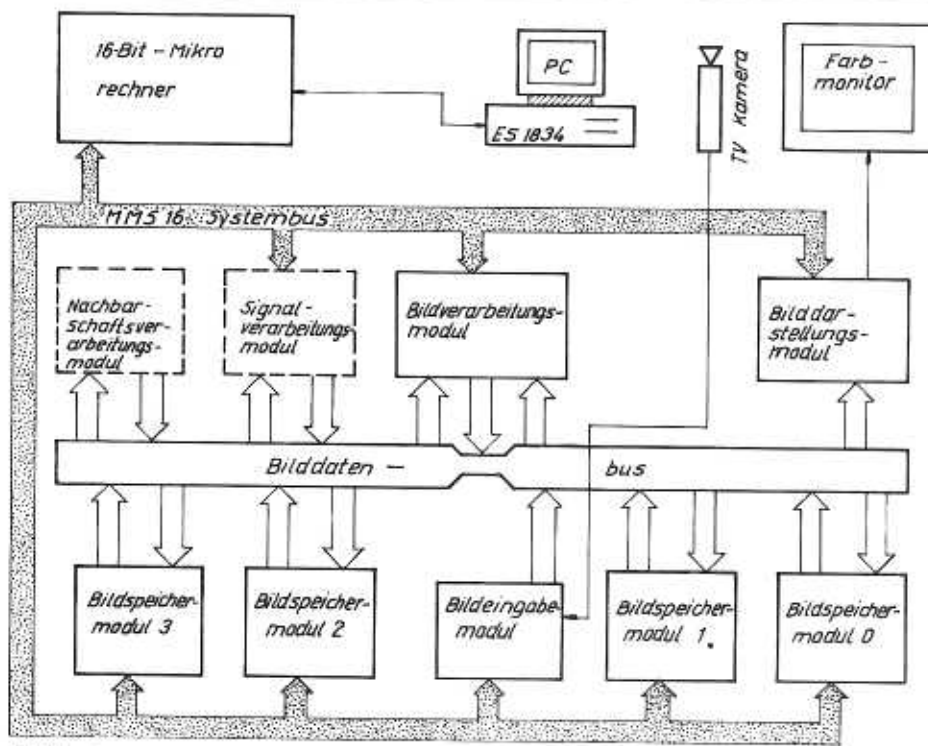 16-Bit - Mikro
rechner
PC
ES 1834
TV kamera
Farb-
monitor
MMS 16 Systembus
Nachbar-
schaftsver-
arbeitungs-
modul
Signal-
verarbeitungs-
modul
Bildverarbeitungs-
modul
Bilddar-
stellungs-
modul
Bilddaten - bus
Bildspeicher-
modul 3
Bildspeicher-
modul 2
Bildeingabe-
modul
Bildspeicher-
modul 1.
Bildspeicher-
modul 0